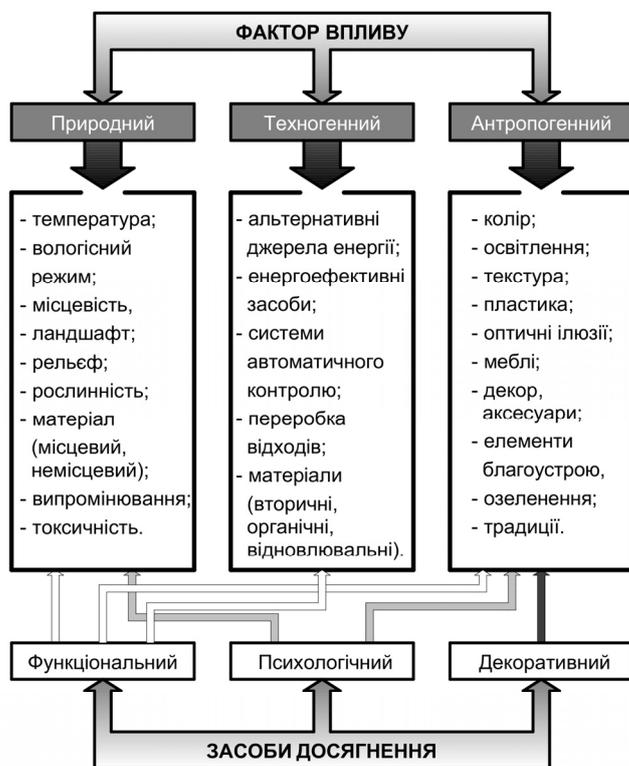 ФАКТОР ВПЛИВУ
Природний
Техногенний
Антропогенний
- температура;
- вологісний
режим;
- місцевість,
- ландшафт;
- рельєф;
- рослинність;
- матеріал
(місцевий,
немісцевий);
- випромінювання;
- токсичність.
- альтернативні
джерела енергії;
- енергоефективні
засоби;
- системи
автоматичного
контролю;
- переробка
відходів;
- матеріали
(вторичні,
органічні,
відновлювальні).
- колір;
- освітлення;
- текстура;
- пластика;
- оптичні ілюзії;
- меблі;
- декор,
аксесуари;
- елементи
благоустрою,
- озеленення;
- традиції.
Функціональний
Психологічний
Декоративний
ЗАСОБИ ДОСЯГНЕННЯ